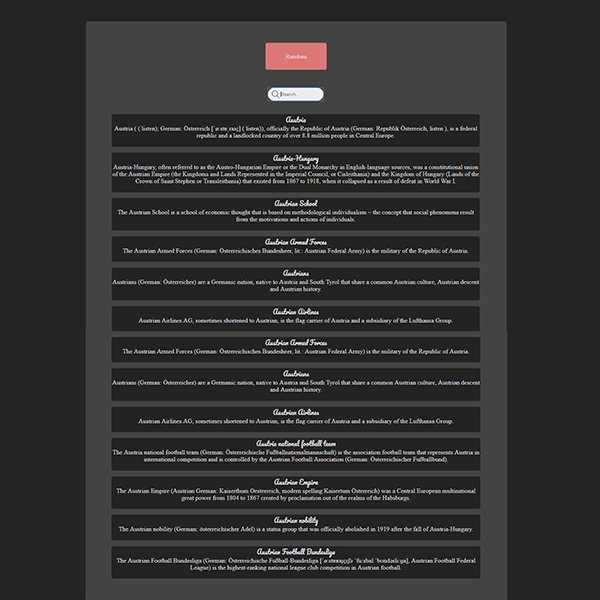 Random
Search...
Austria
Austria ( ( listen); German: Österreich [ˈøːstɐraɪç] ( listen)), officially the Republic of Austria (German: Republik Österreich, listen ), is a federal
republic and a landlocked country of over 8.8 million people in Central Europe.
Austria-Hungary
Austria-Hungary, often referred to as the Austro-Hungarian Empire or the Dual Monarchy in English-language sources, was a constitutional union
of the Austrian Empire (the Kingdoms and Lands Represented in the Imperial Council, or Cisleithania) and the Kingdom of Hungary (Lands of the
Crown of Saint Stephen or Transleithania) that existed from 1867 to 1918, when it collapsed as a result of defeat in World War I.
Austrian School
The Austrian School is a school of economic thought that is based on methodological individualism – the concept that social phenomena result
from the motivations and actions of individuals.
Austrian Armed Forces
The Austrian Armed Forces (German: Österreichisches Bundesheer, lit.: Austrian Federal Army) is the military of the Republic of Austria.
Austrians
Austrians (German: Österreicher) are a Germanic nation, native to Austria and South Tyrol that share a common Austrian culture, Austrian descent
and Austrian history.
Austrian Airlines
Austrian Airlines AG, sometimes shortened to Austrian, is the flag carrier of Austria and a subsidiary of the Lufthansa Group.
Austrian Armed Forces
The Austrian Armed Forces (German: Österreichisches Bundesheer, lit.: Austrian Federal Army) is the military of the Republic of Austria.
Austrians
Austrians (German: Österreicher) are a Germanic nation, native to Austria and South Tyrol that share a common Austrian culture, Austrian descent
and Austrian history.
Austrian Airlines
Austrian Airlines AG, sometimes shortened to Austrian, is the flag carrier of Austria and a subsidiary of the Lufthansa Group.
Austria national football team
The Austria national football team (German: Österreichische Fußballnationalmannschaft) is the association football team that represents Austria in
international competition and is controlled by the Austrian Football Association (German: Österreichischer Fußballbund).
Austrian Empire
The Austrian Empire (Austrian German: Kaiserthum Oesterreich, modern spelling Kaisertum Österreich) was a Central European multinational
great power from 1804 to 1867 created by proclamation out of the realms of the Habsburgs.
Austrian nobility
The Austrian nobility (German: österreichischer Adel) is a status group that was officially abolished in 1919 after the fall of Austria-Hungary.
Austrian Football Bundesliga
The Austrian Football Bundesliga (German: Österreichische Fußball-Bundesliga Austrian Football Federal
League) is the highest-ranking national league club competition in Austrian football.